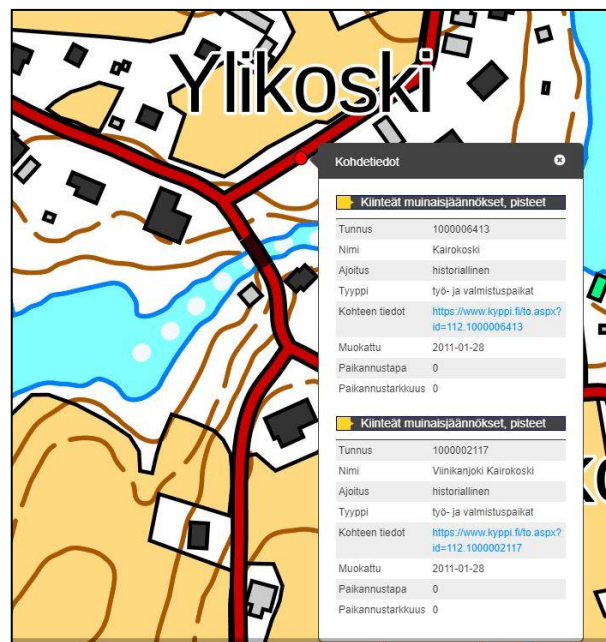 Ylikoski
Kohdetiedot
Kiinteät muinaisjäännökset, pisteet
Tunnus 1000006413
Nimi Kairokoski
Ajoitus historiallinen
Tyyppi työ- ja valmistuspaikat
Kohteen tiedot https://www.kyppi.fi/to.aspx?
id=112.1000006413
Muokattu 2011-01-28
Paikannustapa 0
Paikannustarkkuus 0
Kiinteät muinaisjäännökset, pisteet
Tunnus 1000002117
Nimi Viinikanjoki Kairokoski
Ajoitus historiallinen
Tyyppi työ- ja valmistuspaikat
Kohteen tiedot https://www.kyppi.fi/to.aspx?
id=112.1000002117
Muokattu 2011-01-28
Paikannustapa 0
Paikannustarkkuus 0